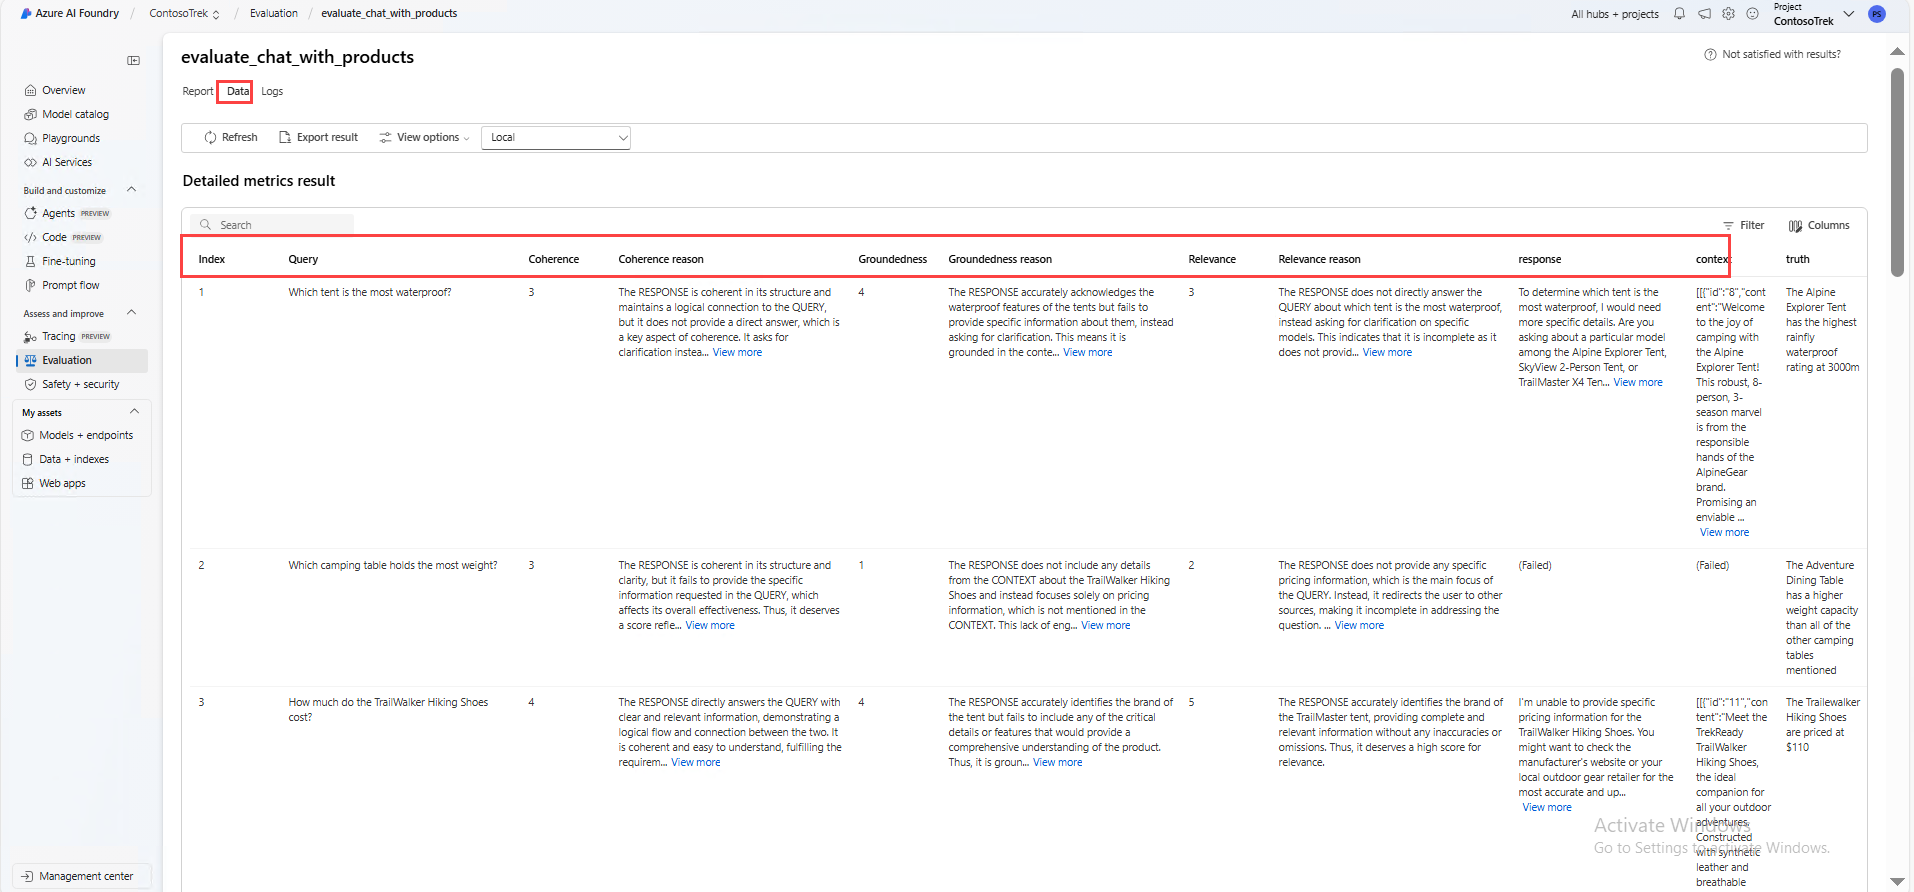 Azure AI Foundry / ContosoTrek / Evaluation / evaluate_chat_with_products
All hubs + projects
Project
ContosoTrek
PS
evaluate_chat_with_products
Not satisfied with results?
Report Data Logs
Refresh Export result View options Local
Detailed metrics result
Overview
Model catalog
Playgrounds
AI Services
Build and customize
Agents PREVIEW
Code PREVIEW
Fine-tuning
Prompt flow
Assess and improve
Tracing PREVIEW
Evaluation
Safety + security
My assets
Models + endpoints
Data + indexes
Web apps
Management center
Search
Filter Columns
Index Query Coherence Coherence reason Groundedness Groundedness reason Relevance Relevance reason response context truth
1
Which tent is the most waterproof?
3
The RESPONSE is coherent in its structure and
maintains a logical connection to the QUERY,
but it does not provide a direct answer, which is
a key aspect of coherence. It asks for
clarification instea... View more
4
The RESPONSE accurately acknowledges the
waterproof features of the tents but fails to
provide specific information about them, instead
asking for clarification. This means it is
grounded in the conte... View more
3
The RESPONSE does not directly answer the
QUERY about which tent is the most waterproof,
instead asking for clarification on specific
models. This indicates that it is incomplete as it
does not provid... View more
To determine which tent is the
most waterproof, I would need
more specific details. Are you
asking about a particular model
among the Alpine Explorer Tent,
SkyView 2-Person Tent, or
TrailMaster X4 Ten... View more
[[{"id":"8","cont
ent":"Welcome
to the joy of
camping with
the Alpine
Explorer Tent!
This robust, 8-
person, 3-
season marvel
is from the
responsible
hands of the
AlpineGear
brand.
Promising an
enviable ...
View more
The Alpine
Explorer Tent
has the highest
rainfly
waterproof
rating at 3000m
2
Which camping table holds the most weight?
3
The RESPONSE is coherent in its structure and
clarity, but it fails to provide the specific
information requested in the QUERY, which
affects its overall effectiveness. Thus, it deserves
a score refle... View more
1
The RESPONSE does not include any details
from the CONTEXT about the TrailWalker Hiking
Shoes and instead focuses solely on pricing
information, which is not mentioned in the
CONTEXT. This lack of eng... View more
2
The RESPONSE does not provide any specific
pricing information, which is the main focus of
the QUERY. Instead, it redirects the user to other
sources, making it incomplete in addressing the
question. ... View more
(Failed)
(Failed)
The Adventure
Dining Table
has a higher
weight capacity
than all of the
other camping
tables
mentioned
3
How much do the TrailWalker Hiking Shoes
cost?
4
The RESPONSE directly answers the QUERY with
clear and relevant information, demonstrating a
logical flow and connection between the two. It
is coherent and easy to understand, fulfilling the
requirem... View more
4
The RESPONSE accurately identifies the brand of
the tent but fails to include any of the critical
details or features that would provide a
comprehensive understanding of the product.
Thus, it is groun... View more
5
The RESPONSE accurately identifies the brand of
the TrailMaster tent, providing complete and
relevant information without any inaccuracies or
omissions. Thus, it deserves a high score for
relevance.
I'm unable to provide specific
pricing information for the
TrailWalker Hiking Shoes. You
might want to check the
manufacturer's website or your
local outdoor gear retailer for the
most accurate and up...
View more
[[{"id":"11","con
tent":"Meet the
TrekReady
TrailWalker
Hiking Shoes,
the ideal
companion for
all your outdoor
adventures.
Constructed
with synthetic
leather and
breathable
The Trailewalker
Hiking Shoes
are priced at
$110
Activate Windows
Go to Settings to activate Windows.